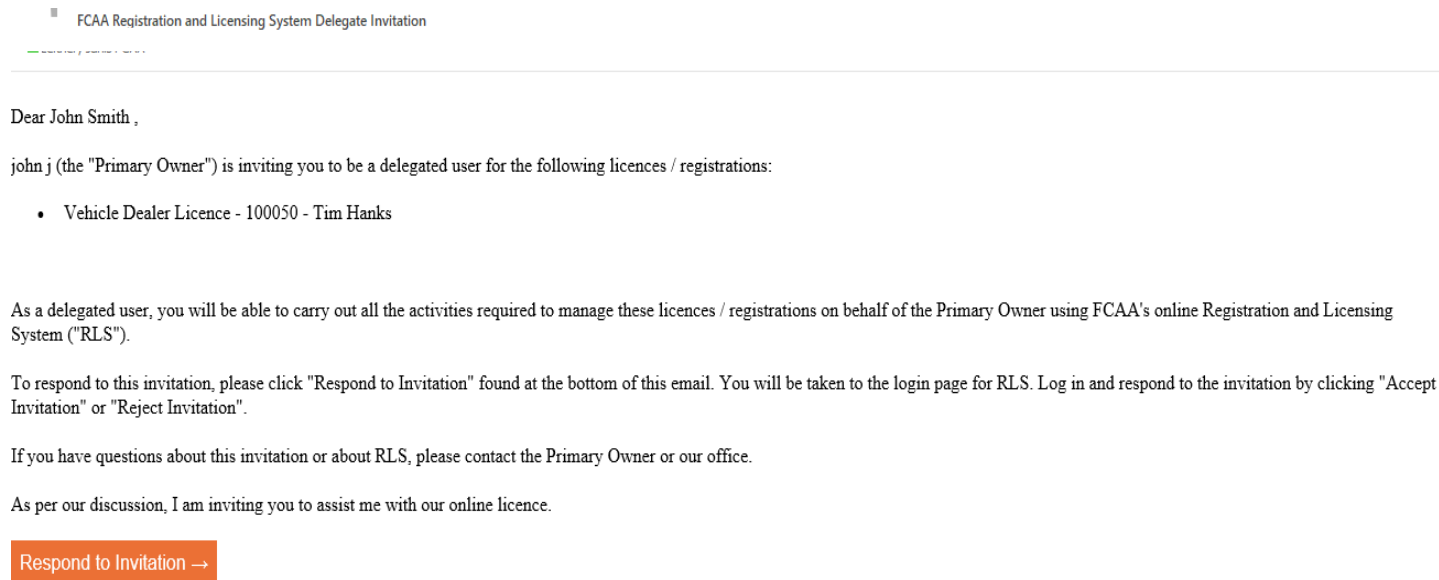 FCAA Registration and Licensing System Delegate Invitation
Dear John Smith ,
john j (the "Primary Owner") is inviting you to be a delegated user for the following licences / registrations:
• Vehicle Dealer Licence - 100050 - Tim Hanks
As a delegated user, you will be able to carry out all the activities required to manage these licences / registrations on behalf of the Primary Owner using FCAA's online Registration and Licensing
System ("RLS").
To respond to this invitation, please click "Respond to Invitation" found at the bottom of this email. You will be taken to the login page for RLS. Log in and respond to the invitation by clicking "Accept
Invitation" or "Reject Invitation".
If you have questions about this invitation or about RLS, please contact the Primary Owner or our office.
As per our discussion, I am inviting you to assist me with our online licence.
Respond to Invitation →